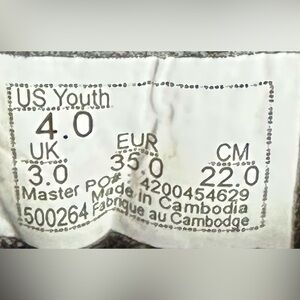 US Youth
4.0
UK EUR CM
3.0 35.0 22.0
Master PO# 4200454629
Made in Cambodia
500264 Fabrique au Cambodge